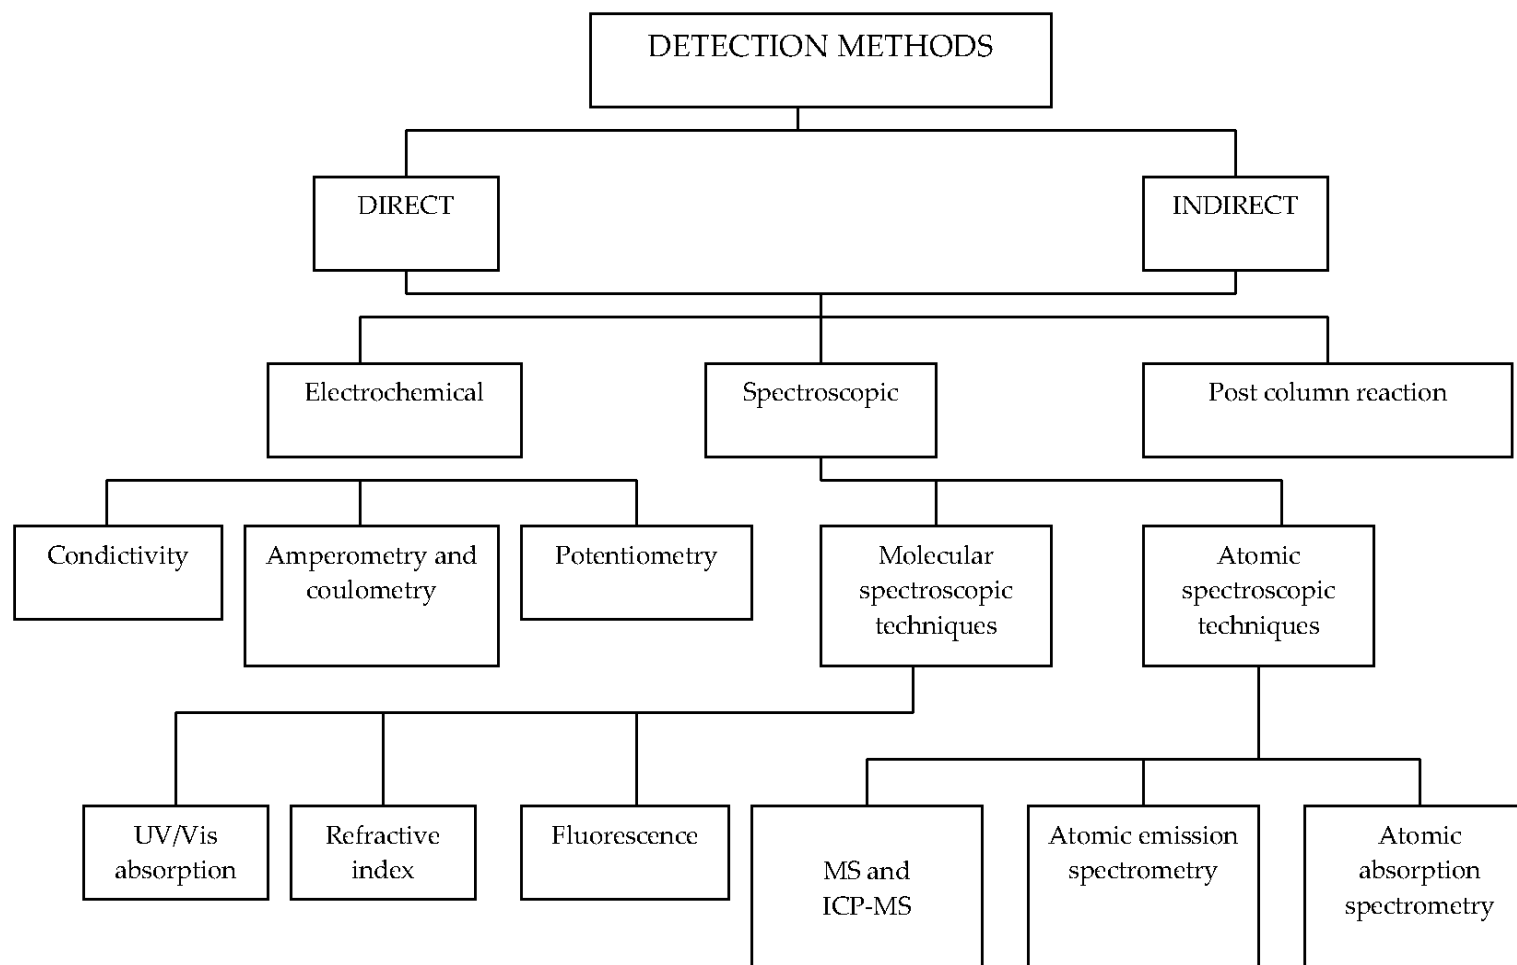 DETECTION METHODS
DIRECT
INDIRECT
Electrochemical
Spectroscopic
Post column reaction
Condictivity
Amperometry and
coulometry
Potentiometry
Molecular
spectroscopic
techniques
Atomic
spectroscopic
techniques
UV/Vis
absorption
Refractive
index
Fluorescence
MS and
ICP-MS
Atomic emission
spectrometry
Atomic
absorption
spectrometry